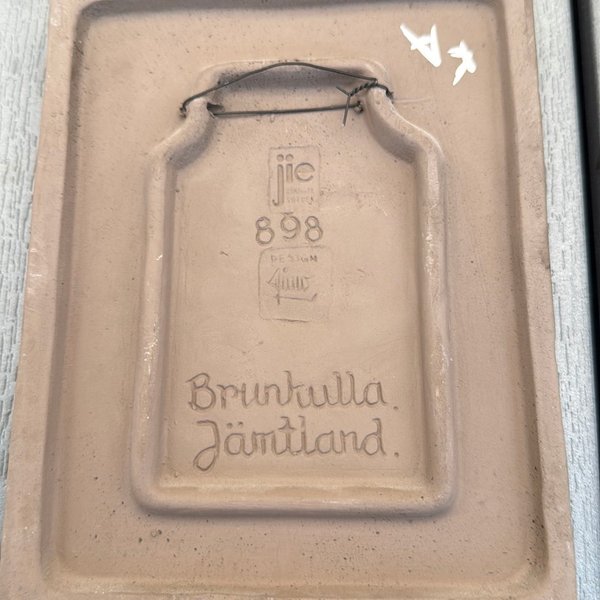 jie
898
DESIGN
Brunkulla.
Jämtland.